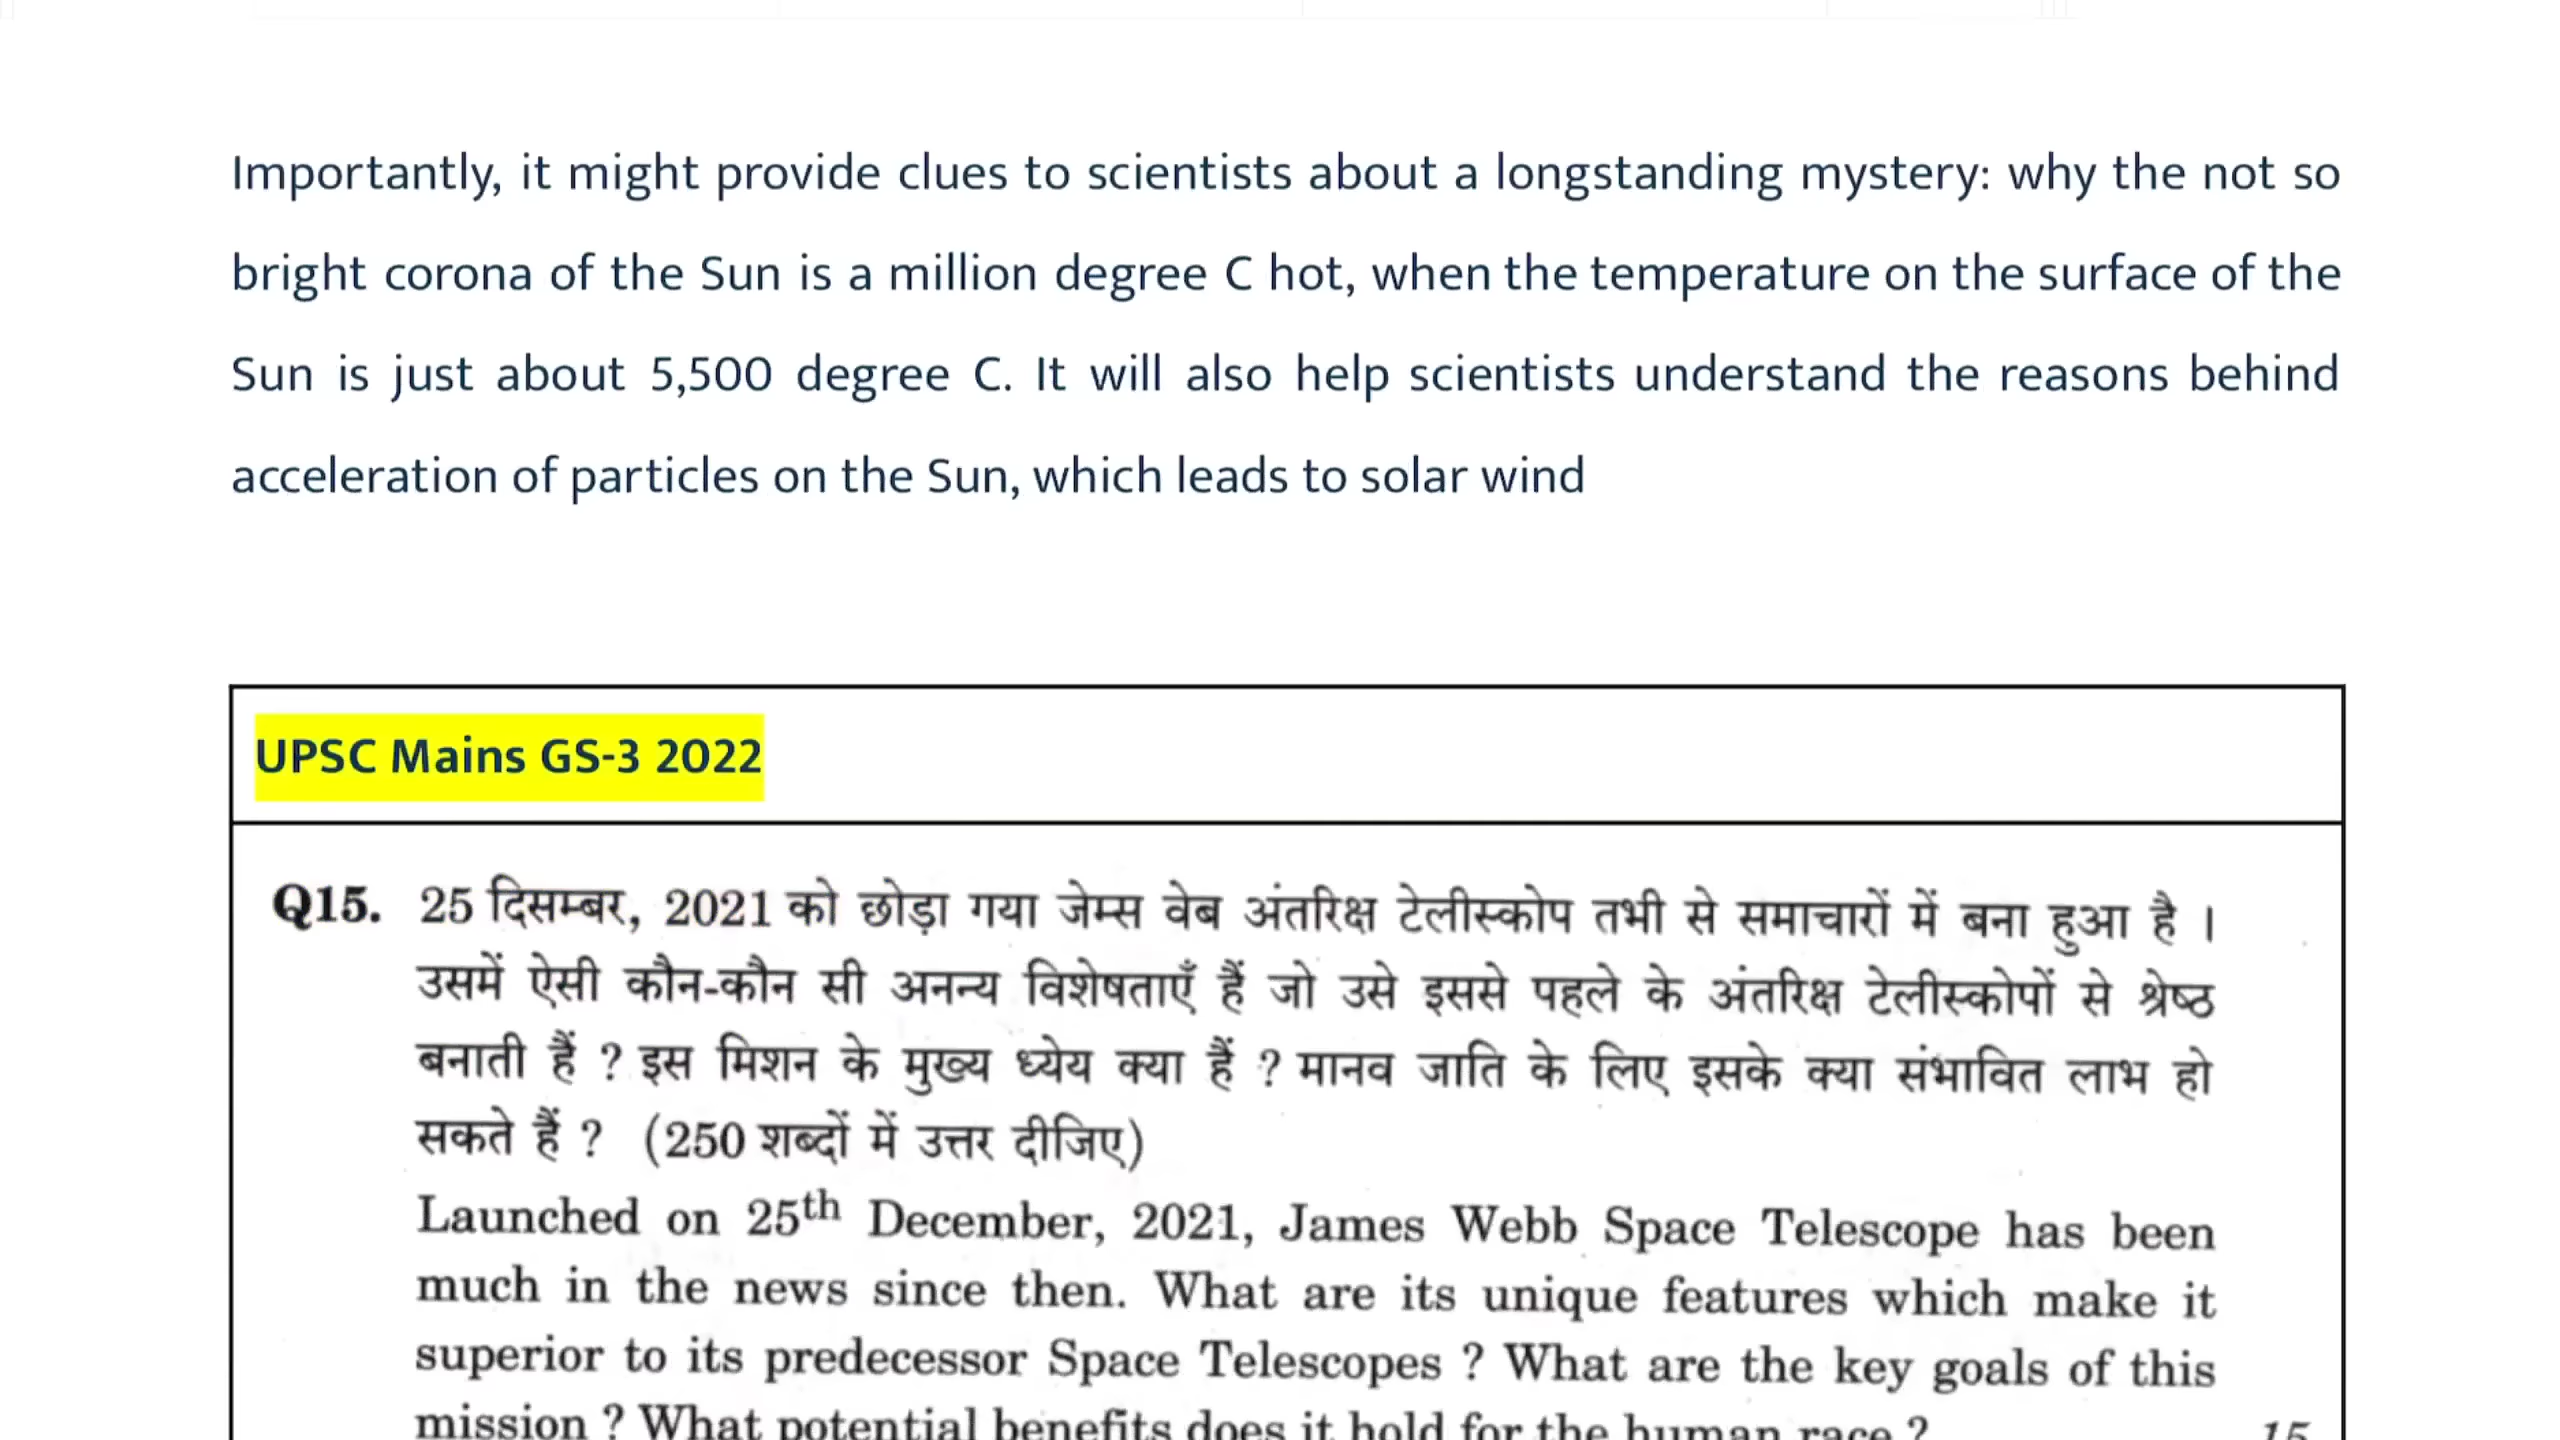 Importantly, it might provide clues to scientists about a longstanding mystery: why the not so
bright corona of the Sun is a million degree C hot, when the temperature on the surface of the
Sun is just about 5,500 degree C. It will also help scientists understand the reasons behind
acceleration of particles on the Sun, which leads to solar wind
UPSC Mains GS-3 2022
Q15. 25 दिसम्बर, 2021 को छोड़ा गया जेम्स वेब अंतरिक्ष टेलीस्कोप तभी से समाचारों में बना हुआ है ।
उसमें ऐसी कौन-कौन सी अनन्य विशेषताएँ हैं जो उसे इससे पहले के अंतरिक्ष टेलीस्कोपों से श्रेष्ठ
बनाती हैं ? इस मिशन के मुख्य ध्येय क्या हैं ? मानव जाति के लिए इसके क्या संभावित लाभ हो
सकते हैं ? (250 शब्दों में उत्तर दीजिए)
Launched on 25th December, 2021, James Webb Space Telescope has been
much in the news since then. What are its unique features which make it
superior to its predecessor Space Telescopes ? What are the key goals of this
mission ? What potential benefits does it hold for the human race ? 15